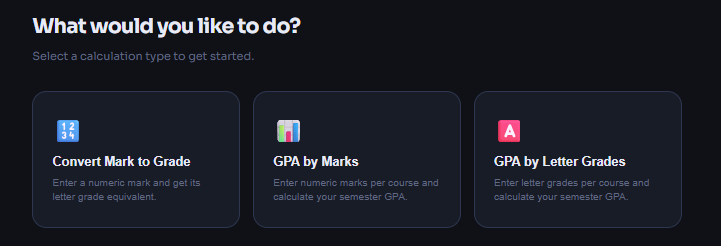 What would you like to do?
Select a calculation type to get started.
1 2
3 4
Convert Mark to Grade
Enter a numeric mark and get its
letter grade equivalent.
GPA by Marks
Enter numeric marks per course and
calculate your semester GPA.
A
GPA by Letter Grades
Enter letter grades per course and
calculate your semester GPA.